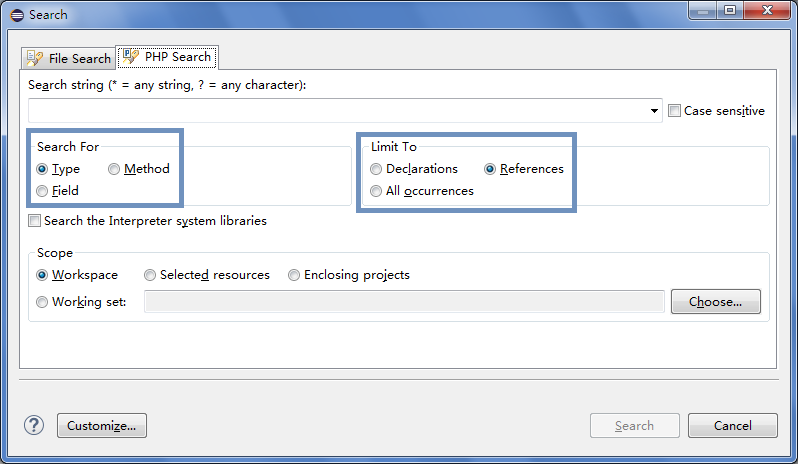 Search
File Search PHP Search
Search string (* = any string, ? = any character):
Case sensitive
Search For
Type Method
Field
Limit To
Declarations References
All occurrences
Search the Interpreter system libraries
Scope
Workspace Selected resources Enclosing projects
Working set: Choose...
? Customize... Search Cancel